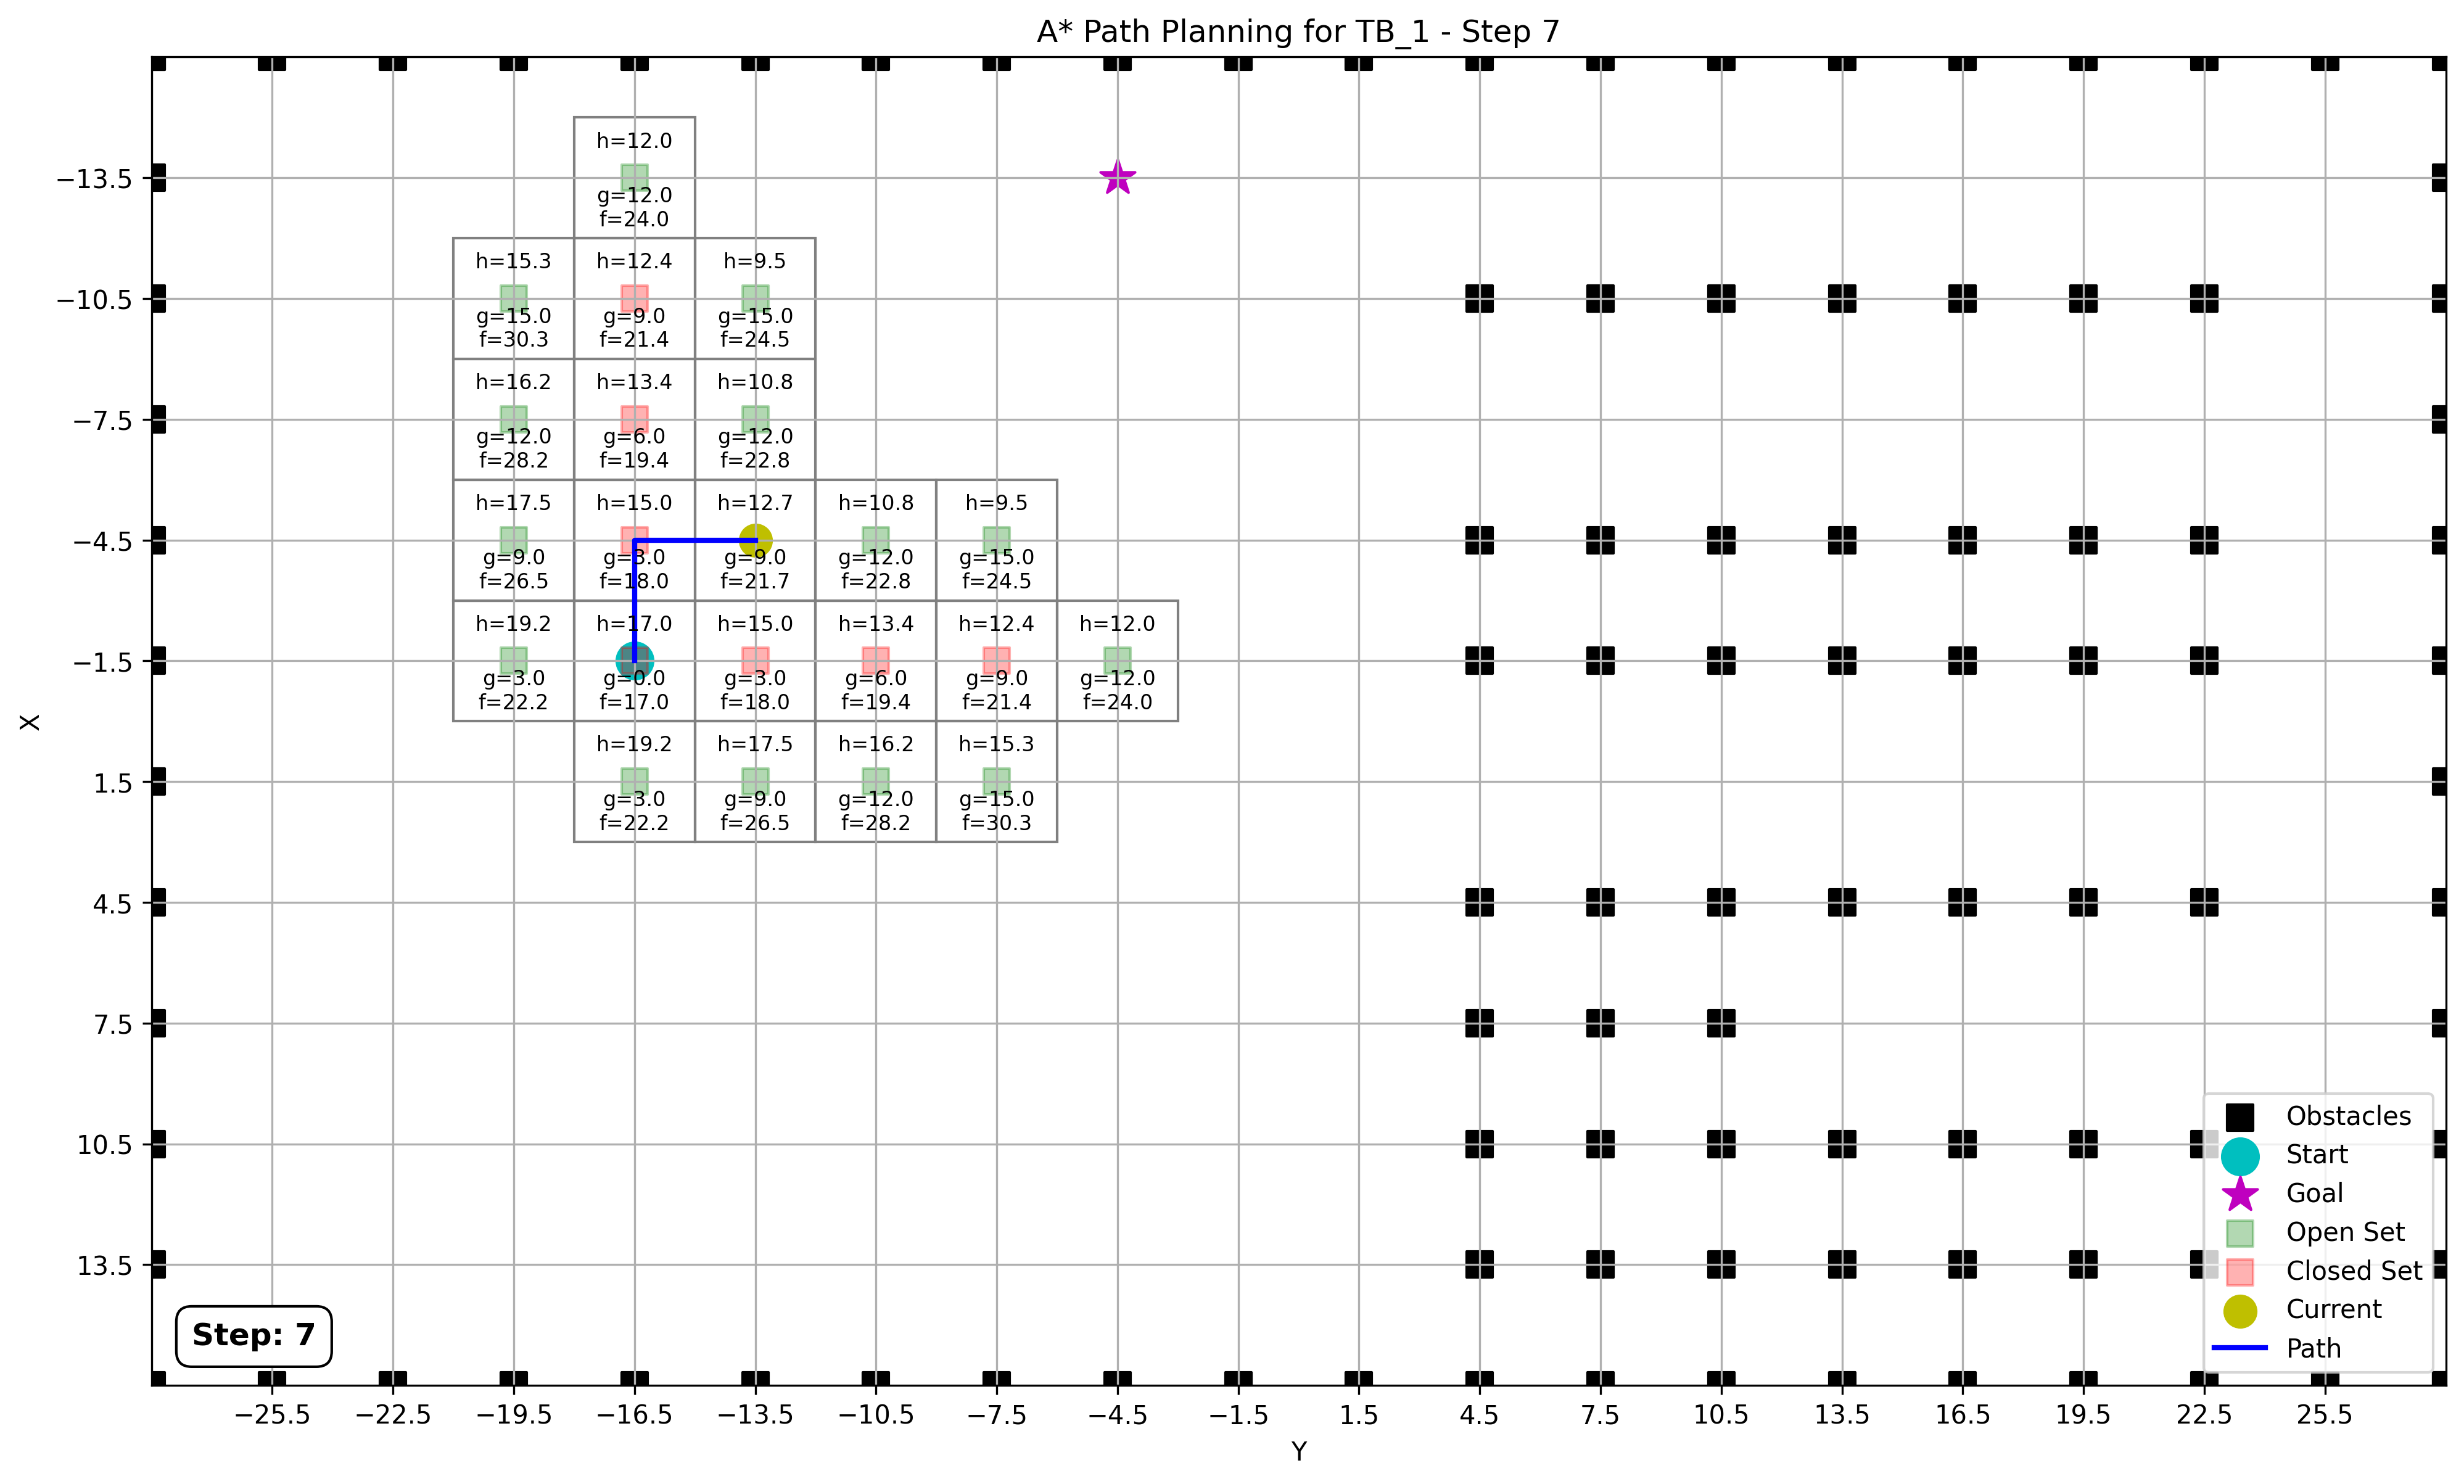 A* Path Planning for TB_1 - Step 7
h=12.0
−13.5
g=12.0
f=24.0
h=15.3 h=12.4 h=9.5
−10.5
g=15.0 g=9.0 g=15.0
f=30.3 f=21.4 f=24.5
h=16.2 h=13.4 h=10.8
−7.5
g=12.0 g=6.0 g=12.0
f=28.2 f=19.4 f=22.8
h=17.5 h=15.0 h=12.7 h=10.8 h=9.5
−4.5
g=9.0 g=3.0 g=9.0 g=12.0 g=15.0
f=26.5 f=18.0 f=21.7 f=22.8 f=24.5
h=19.2 h=17.0 h=15.0 h=13.4 h=12.4 h=12.0
−1.5
g=3.0 g=0.0 g=3.0 g=6.0 g=9.0 g=12.0
f=22.2 f=17.0 f=18.0 f=19.4 f=21.4 f=24.0
X
h=19.2 h=17.5 h=16.2 h=15.3
1.5
g=3.0 g=9.0 g=12.0 g=15.0
f=22.2 f=26.5 f=28.2 f=30.3
4.5
7.5
10.5
13.5
Obstacles
Start
Goal
Open Set
Closed Set
Current
Path
Step: 7
−25.5 −22.5 −19.5 −16.5 −13.5 −10.5 −7.5 −4.5 −1.5 1.5 4.5 7.5 10.5 13.5 16.5 19.5 22.5 25.5
Y